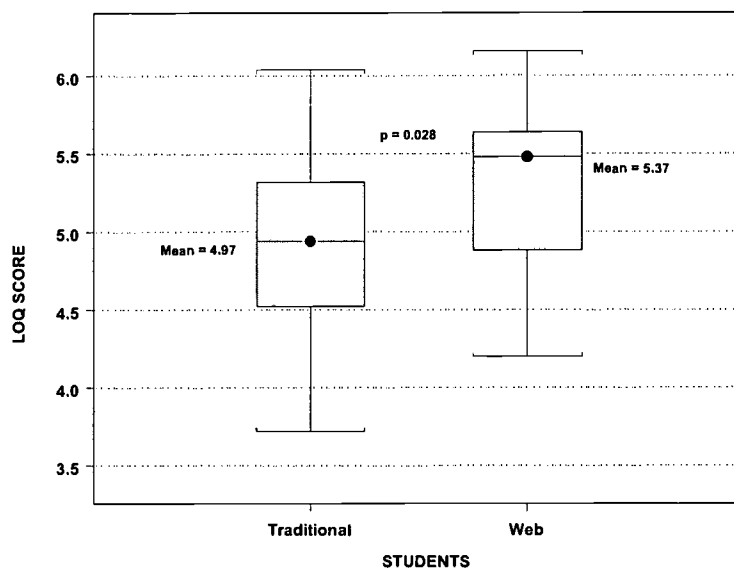 6.0
p = 0.028
5.5
Mean = 5.37
5.0
Mean = 4.97
4.5
4.0
3.5
LOQ SCORE
Traditional
Web
STUDENTS